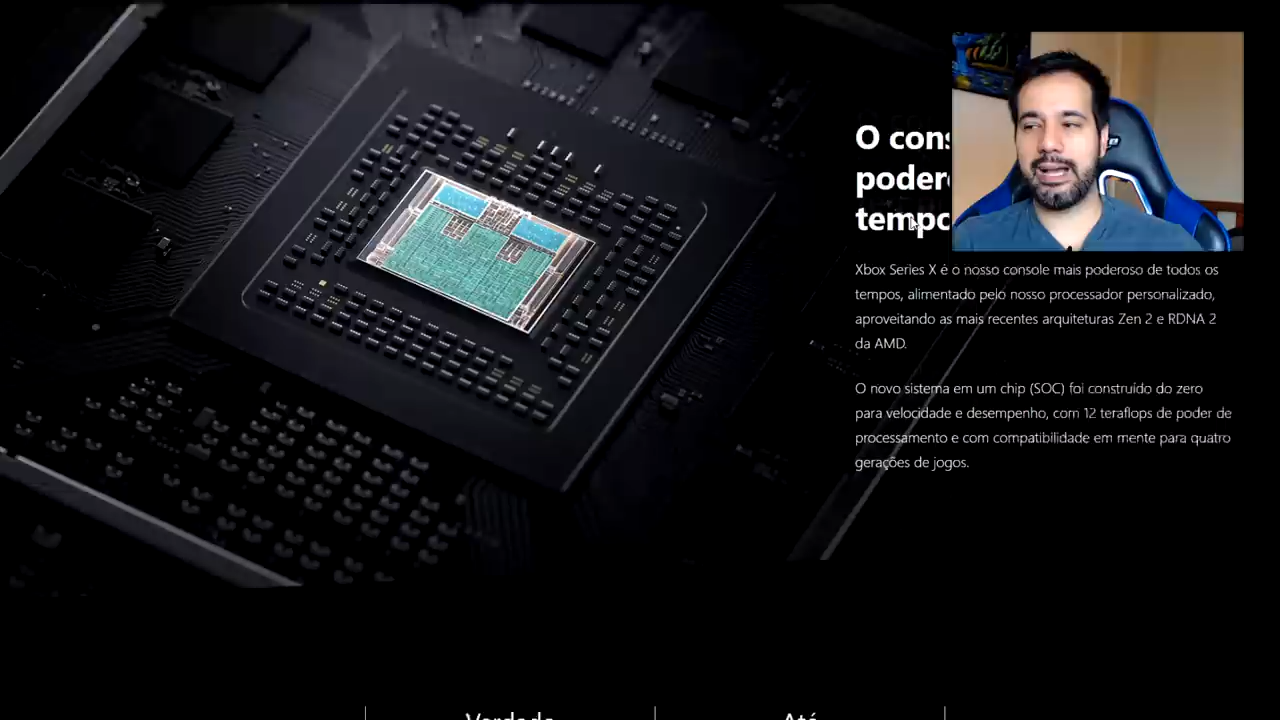 O cons
poder
tempo
Xbox Series X é o nosso console mais poderoso de todos os
tempos, alimentado pelo nosso processador personalizado,
aproveitando as mais recentes arquiteturas Zen 2 e RDNA 2
da AMD.
O novo sistema em um chip (SOC) foi construído do zero
para velocidade e desempenho, com 12 teraflops de poder de
processamento e com compatibilidade em mente para quatro
gerações de jogos.
Verdade
Até